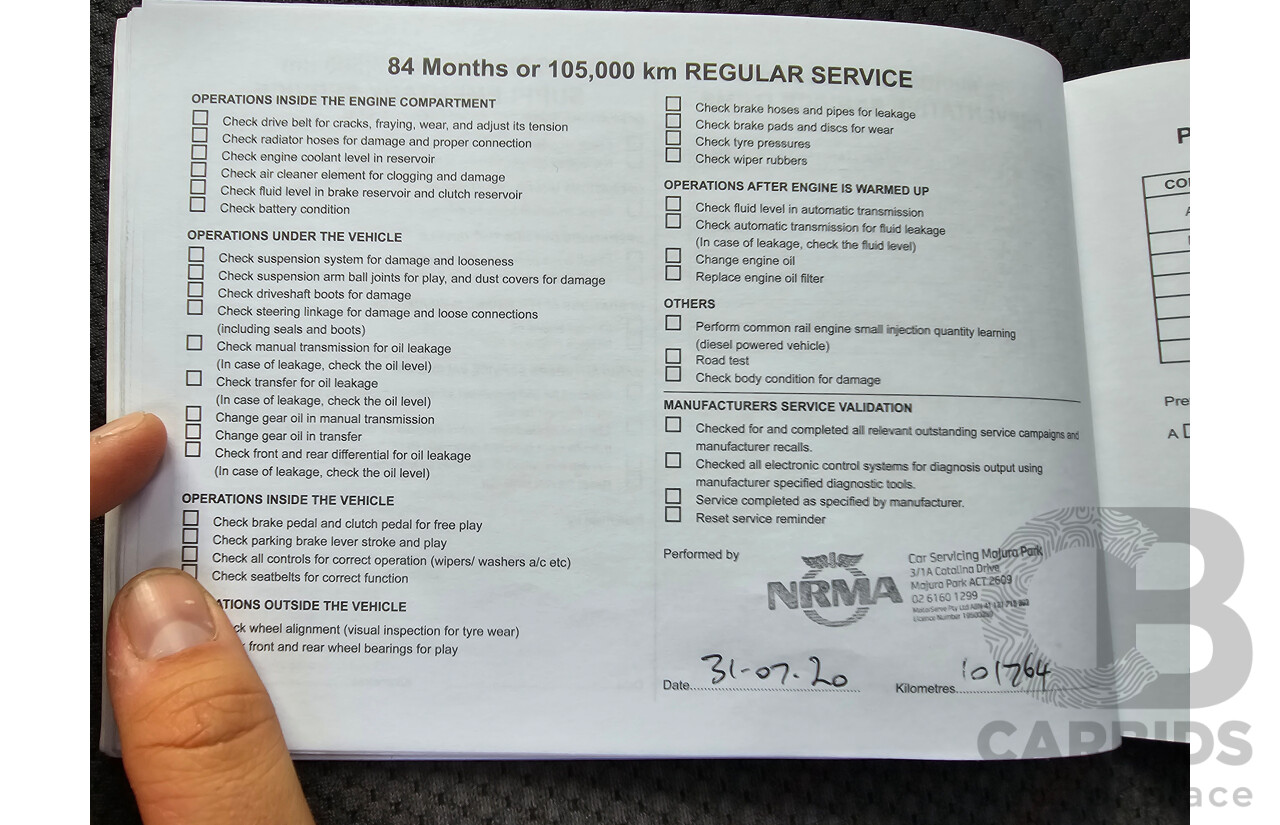 84 Months or 105,000 km REGULAR SERVICE
OPERATIONS INSIDE THE ENGINE COMPARTMENT
Check drive belt for cracks, fraying, wear, and adjust its tension
Check radiator hoses for damage and proper connection
Check engine coolant level in reservoir
Check air cleaner element for clogging and damage
Check fluid level in brake reservoir and clutch reservoir
Check battery condition
OPERATIONS UNDER THE VEHICLE
Check suspension system for damage and looseness
Check suspension arm ball joints for play, and dust covers for damage
Check driveshaft boots for damage
Check steering linkage for damage and loose connections
(including seals and boots)
Check manual transmission for oil leakage
(In case of leakage, check the oil level)
Check transfer for oil leakage
(In case of leakage, check the oil level)
Change gear oil in manual transmission
Change gear oil in transfer
Check front and rear differential for oil leakage
(In case of leakage, check the oil level)
OPERATIONS INSIDE THE VEHICLE
Check brake pedal and clutch pedal for free play
Check parking brake lever stroke and play
Check all controls for correct operation (wipers/ washers a/c etc)
Check seatbelts for correct function
ATIONS OUTSIDE THE VEHICLE
ck wheel alignment (visual inspection for tyre wear)
front and rear wheel bearings for play
Check brake hoses and pipes for leakage
Check brake pads and discs for wear
Check tyre pressures
Check wiper rubbers
OPERATIONS AFTER ENGINE IS WARMED UP
Check fluid level in automatic transmission
Check automatic transmission for fluid leakage
(In case of leakage, check the fluid level)
Change engine oil
Replace engine oil filter
OTHERS
Perform common rail engine small injection quantity learning
(diesel powered vehicle)
Road test
Check body condition for damage
MANUFACTURERS SERVICE VALIDATION
Checked for and completed all relevant outstanding service campaigns and
manufacturer recalls.
Checked all electronic control systems for diagnosis output using
manufacturer specified diagnostic tools.
Service completed as specified by manufacturer.
Reset service reminder
Performed by
NRMA
Car Servicing Majura Park
3/1A Catalina Drive
Majura Park ACT 2609
02 6160 1299
Date 31-07-20 Kilometres 101764
P
CO
Pre
A
CB
CARBIDS
ace